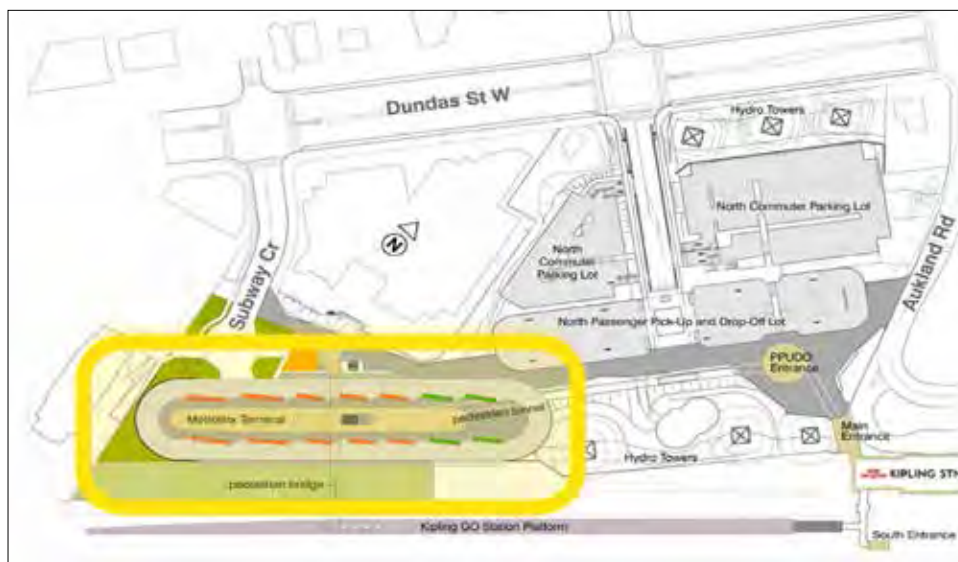 Dundas St W
Hydro Towers
North Commuter Parking Lot
North
Commuter
Parking Lot
Subway Cr
Aukland Rd
N
North Passenger Pick-Up and Drop-Off Lot
PPUDO
Entrance
Metrolinx Terminal
pedestrian tunnel
Main
Entrance
Hydro Towers
KIPLING STN
pedestrian bridge
Kipling GO Station Platform
South Entrance